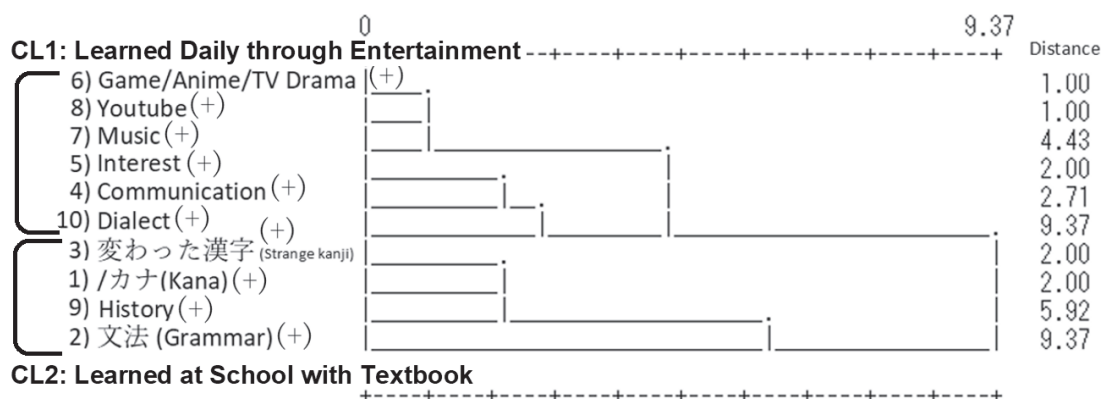 0 9.37
CL1: Learned Daily through Entertainment Distance
6) Game/Anime/TV Drama (+) 1.00
8) Youtube (+) 1.00
7) Music (+) 4.43
5) Interest (+) 2.00
4) Communication (+) 2.71
10) Dialect (+) 9.37
3) 変わった漢字 (Strange kanji) (+) 2.00
1) /カナ(Kana) (+) 2.00
9) History (+) 5.92
2) 文法 (Grammar) (+) 9.37
CL2: Learned at School with Textbook